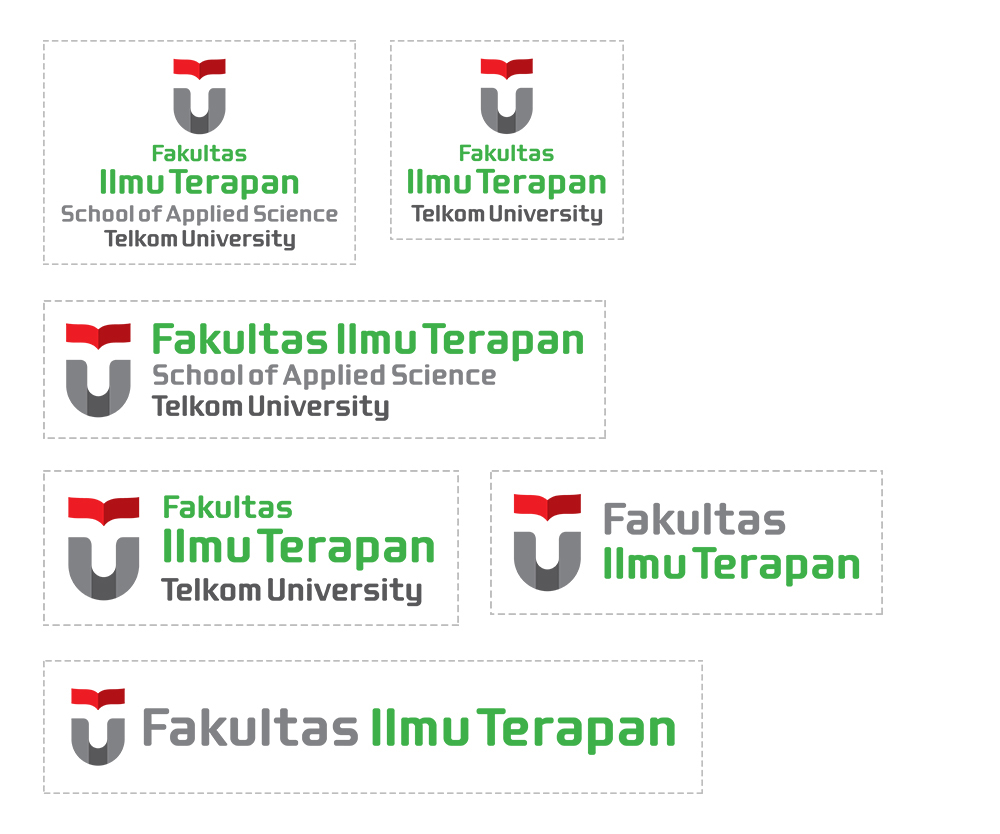 Fakultas
Ilmu Terapan
School of Applied Science
Telkom University
Fakultas
Ilmu Terapan
Telkom University
Fakultas Ilmu Terapan
School of Applied Science
Telkom University
Fakultas
Ilmu Terapan
Telkom University
Fakultas
Ilmu Terapan
Fakultas Ilmu Terapan